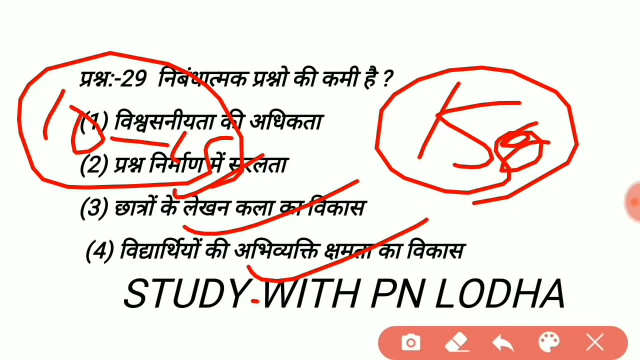 प्रश्न:-29 निबंधात्मक प्रश्नो की कमी है ?
(1) विश्वसनीयता की अधिकता
(2) प्रश्न निर्माण में सरलता
(3) छात्रों के लेखन कला का विकास
(4) विद्यार्थियों की अभिव्यक्ति क्षमता का विकास
STUDY WITH PN LODHA